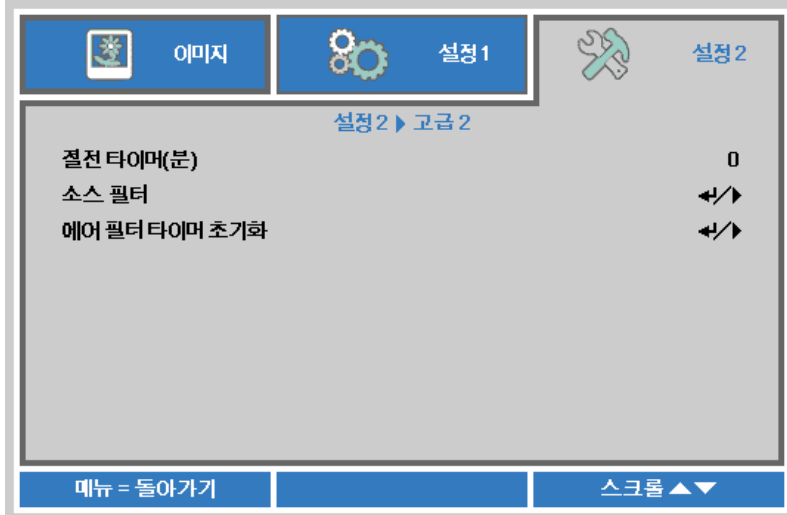 이미지
설정1
설정2
설정2 ▶ 고급2
절전 타이머(분) 0
소스 필터 ↵/▶
에어 필터 타이머 초기화 ↵/▶
메뉴 = 돌아가기
스크롤 ▲▼